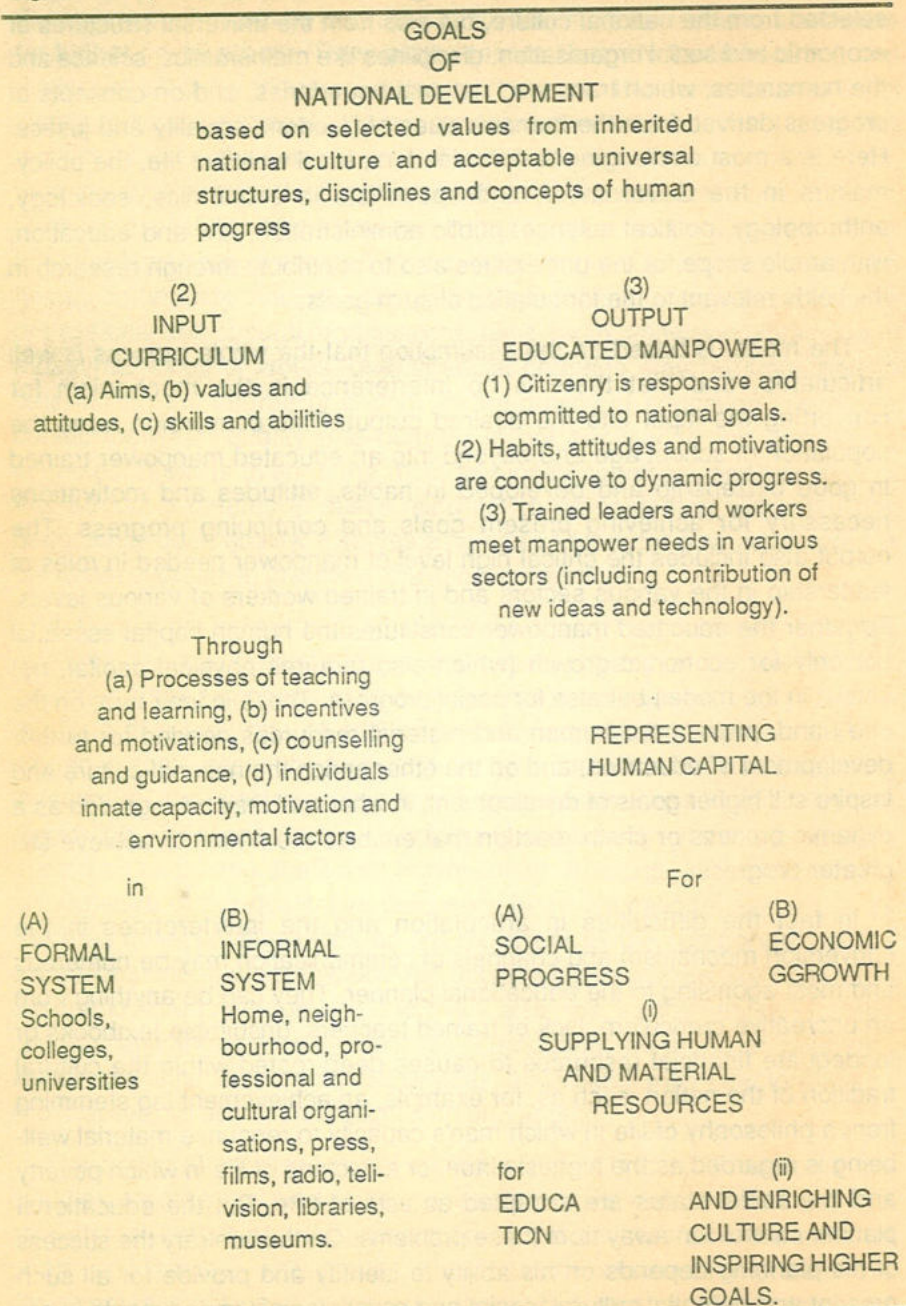 GOALS
OF
NATIONAL DEVELOPMENT
based on selected values from inherited
national culture and acceptable universal
structures, disciplines and concepts of human
progress
(2)
INPUT
CURRICULUM
(a) Aims, (b) values and
attitudes, (c) skills and abilities
(3)
OUTPUT
EDUCATED MANPOWER
(1) Citizenry is responsive and
committed to national goals.
(2) Habits, attitudes and motivations
are conducive to dynamic progress.
(3) Trained leaders and workers
meet manpower needs in various
sectors (including contribution of
new ideas and technology).
Through
(a) Processes of teaching
and learning, (b) incentives
and motivations, (c) counselling
and guidance, (d) individuals
innate capacity, motivation and
environmental factors
REPRESENTING
HUMAN CAPITAL
in
(A)
FORMAL
SYSTEM
Schools,
colleges,
universities
(B)
INFORMAL
SYSTEM
Home, neigh-
bourhood, pro-
fessional and
cultural organi-
sations, press,
films, radio, tele-
vision, libraries,
museums.
For
(A)
SOCIAL
PROGRESS
(B)
ECONOMIC
GGROWTH
(i)
SUPPLYING HUMAN
AND MATERIAL
RESOURCES
for
EDUCA
TION
(ii)
AND ENRICHING
CULTURE AND
INSPIRING HIGHER
GOALS.